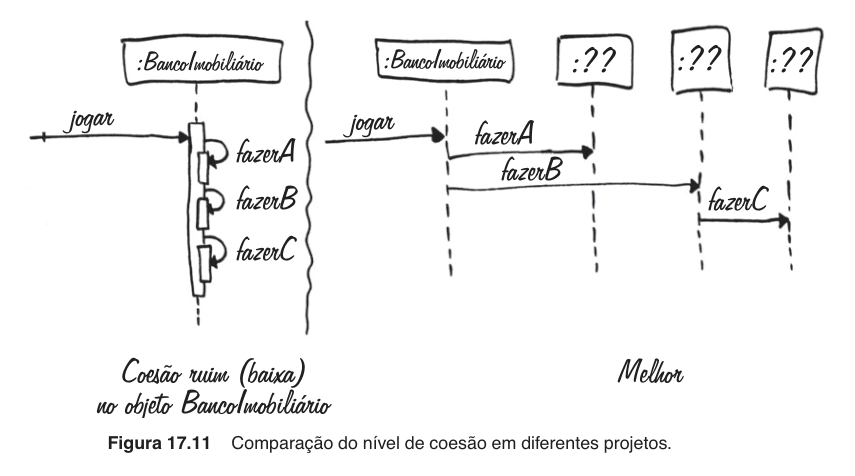 :BancoImobiliário
jogar
fazerA
fazerB
fazerC
Coesão ruim (baixa)
no objeto BancoImobiliário
:BancoImobiliário
:??
:??
:??
jogar
fazerA
fazerB
fazerC
Melhor
Figura 17.11 Comparação do nível de coesão em diferentes projetos.